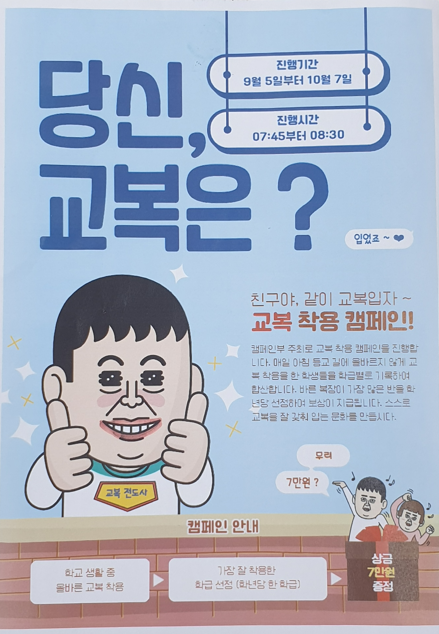 당신,
교복은?
진행기간
9월 5일부터 10월 7일
진행시간
07:45부터 08:30
입었죠 ~ ❤
친구야, 같이 교복입자 ~
교복 착용 캠페인!
캠페인부 주최로 교복 착용 캠페인을 진행합
니다. 매일 아침 등교 길에 올바르지 않게 교
복 착용을 한 학생들을 학급별로 기록하여
합산합니다. 바른 복장이 가장 많은 반을 학
년당 선정하여 보상이 지급됩니다. 스스로
교복을 잘 갖춰 입는 문화를 만듭시다.
교복 전도사
무려
7만원 ?
캠페인 안내
학교 생활 중
올바른 교복 착용
가장 잘 착용한
학급 선정 (학년당 한 학급)
상금
7만원
증정